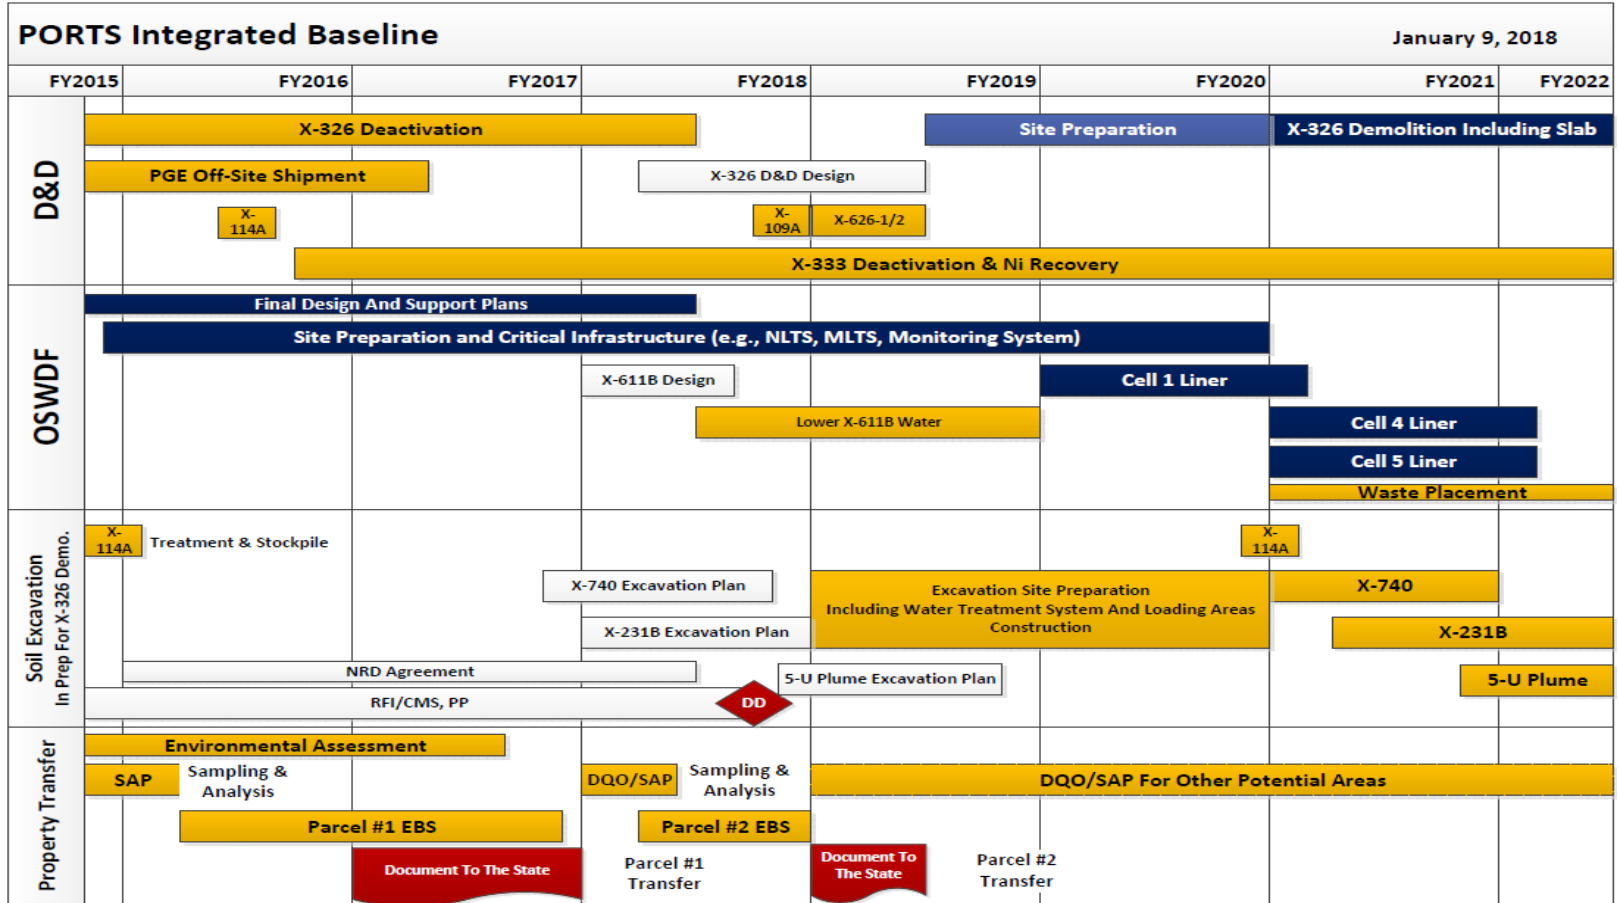 PORTS Integrated Baseline
January 9, 2018
FY2015
FY2016
FY2017
FY2018
FY2019
FY2020
FY2021
FY2022
D&D
X-326 Deactivation
Site Preparation
X-326 Demolition Including Slab
PGE Off-Site Shipment
X-326 D&D Design
X-
114A
X-
109A
X-626-1/2
X-333 Deactivation & Ni Recovery
OSWDF
Final Design And Support Plans
Site Preparation and Critical Infrastructure (e.g., NLTS, MLTS, Monitoring System)
X-611B Design
Cell 1 Liner
Lower X-611B Water
Cell 4 Liner
Cell 5 Liner
Waste Placement
Soil Excavation
In Prep For X-326 Demo.
X-
114A
Treatment & Stockpile
X-
114A
X-740 Excavation Plan
Excavation Site Preparation
Including Water Treatment System And Loading Areas
Construction
X-740
X-231B Excavation Plan
X-231B
NRD Agreement
5-U Plume Excavation Plan
5-U Plume
RFI/CMS, PP
DD
Property Transfer
Environmental Assessment
SAP
Sampling &
Analysis
DQO/SAP
Sampling &
Analysis
DQO/SAP For Other Potential Areas
Parcel #1 EBS
Parcel #2 EBS
Document To The State
Parcel #1
Transfer
Document To
The State
Parcel #2
Transfer